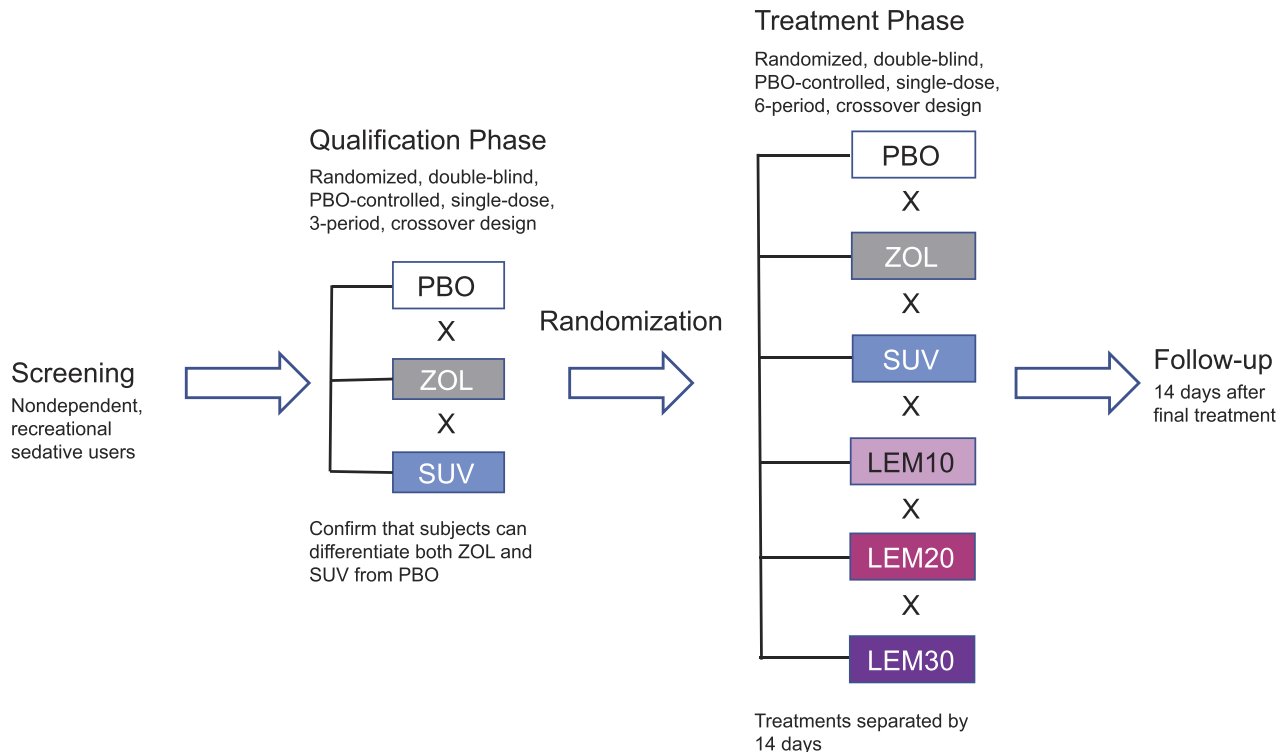 Screening
Nondependent,
recreational
sedative users
Qualification Phase
Randomized, double-blind,
PBO-controlled, single-dose,
3-period, crossover design
PBO
X
ZOL
X
SUV
Confirm that subjects can
differentiate both ZOL and
SUV from PBO
Randomization
Treatment Phase
Randomized, double-blind,
PBO-controlled, single-dose,
6-period, crossover design
PBO
X
ZOL
X
SUV
X
LEM10
X
LEM20
X
LEM30
Treatments separated by
14 days
Follow-up
14 days after
final treatment